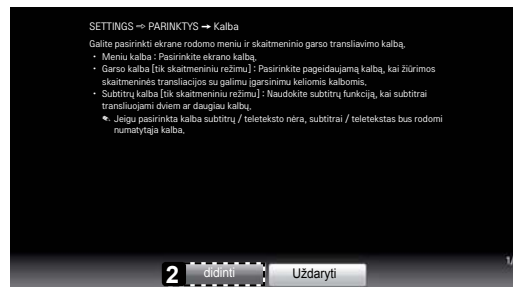 SETTINGS ⇨ PARINKTYS ➙ Kalba
Galite pasirinkti ekrane rodomo meniu ir skaitmeninio garso transliavimo kalbą.
• Meniu kalba : Pasirinkite ekrano kalbą.
• Garso kalba [tik skaitmeniniu režimu] : Pasirinkite pageidaujamą kalbą, kai žiūrimos
skaitmeninės transliacijos su galimu įgarsinimu keliomis kalbomis.
• Subtitrų kalba [tik skaitmeniniu režimu] : Naudokite subtitrų funkciją, kai subtitrai
transliuojami dviem ar daugiau kalbų.
Jeigu pasirinkta kalba subtitrų / teleteksto nėra, subtitrai / teletekstas bus rodomi
numatytąja kalba.
1/
2 didinti Uždaryti